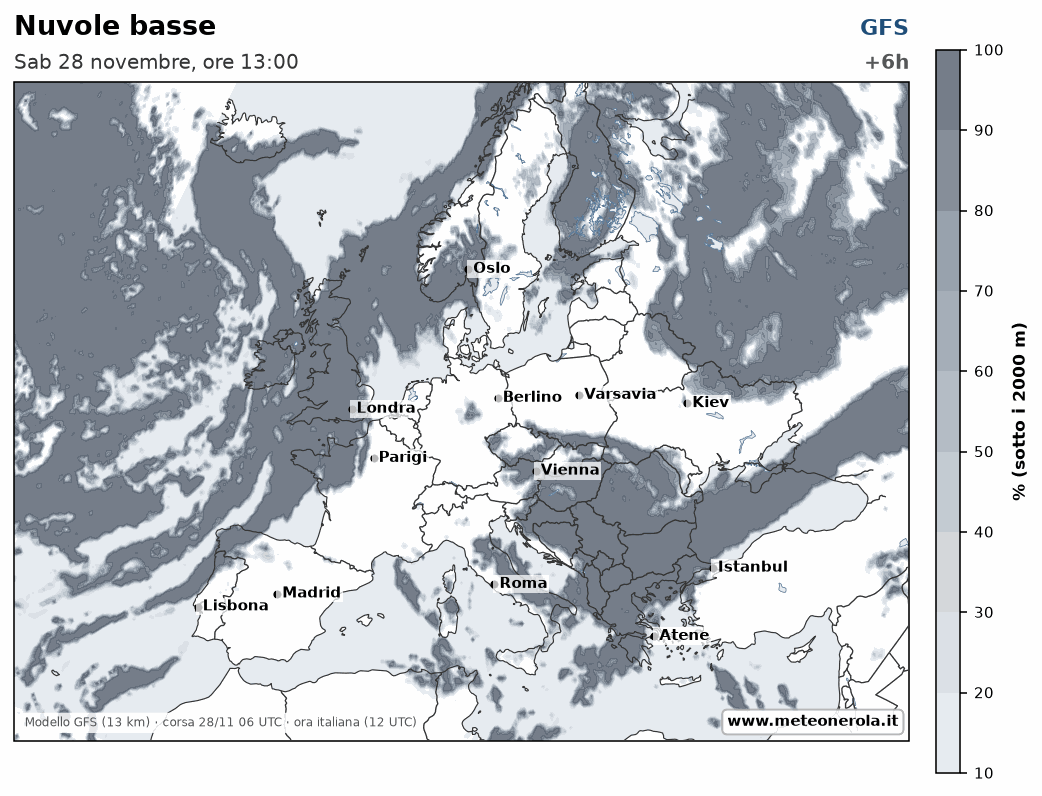 Nuvole basse
GFS
Sab 28 novembre, ore 13:00
+6h
100
90
80
70
60
50
40
30
20
10
% (sotto i 2000 m)
Oslo
Berlino
Varsavia
Kiev
Londra
Parigi
Vienna
Istanbul
Roma
Madrid
Lisbona
Atene
Modello GFS (13 km) · corsa 28/11 06 UTC · ora italiana (12 UTC)
www.meteonerola.it